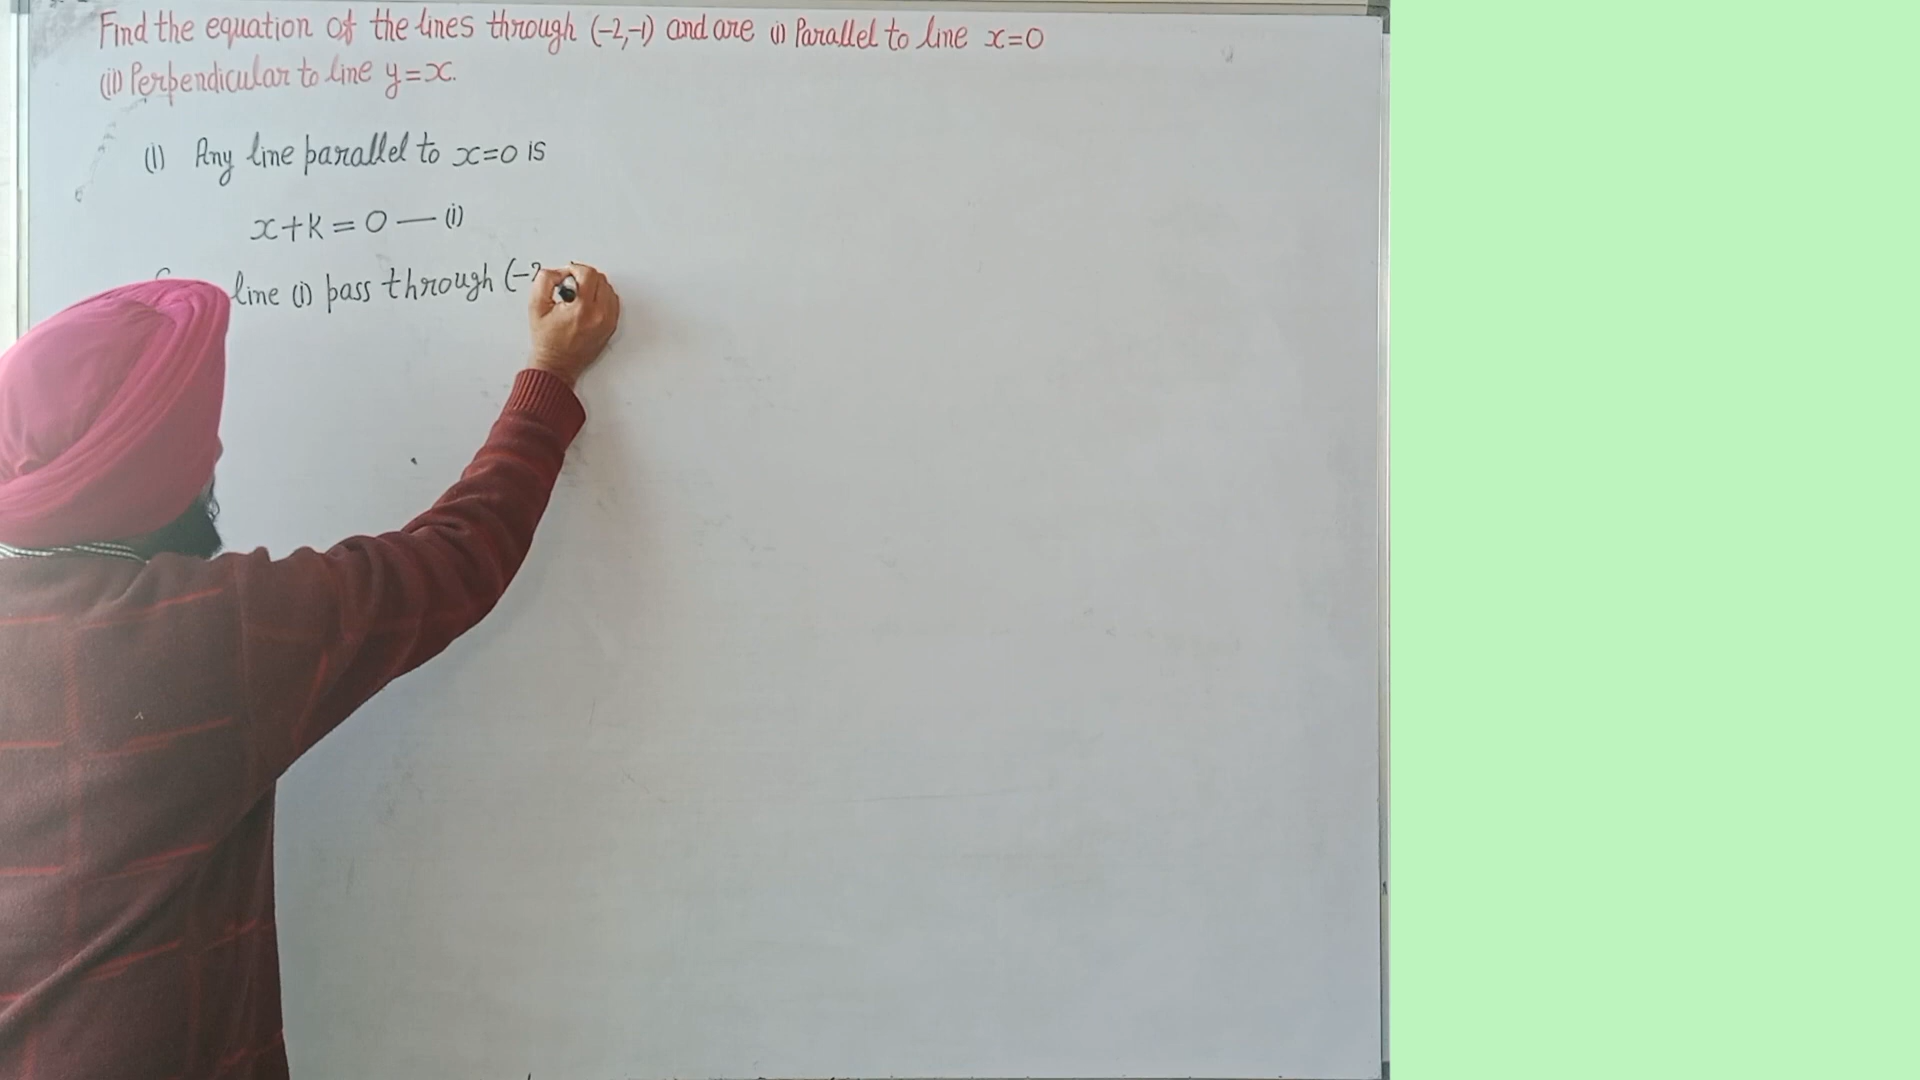 Find the equation of the lines through (-2,-1) and are (i) Parallel to line x=0
(ii) Perpendicular to line y=x.
(1) Any line parallel to x=0 is
x+k=0 — (i)
line (i) pass through (-2